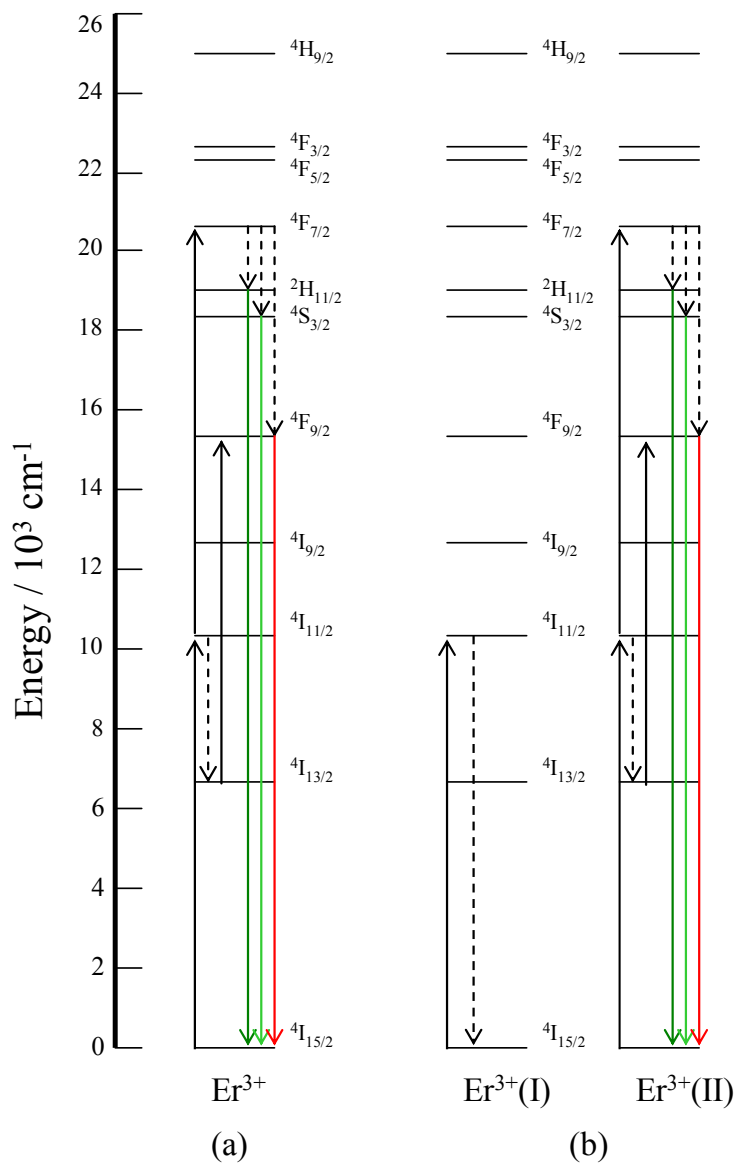 Energy / 10³ cm⁻¹
26
24
22
20
18
16
14
12
10
8
6
4
2
0
⁴H₉/₂
⁴F₃/₂
⁴F₅/₂
⁴F₇/₂
²H₁₁/₂
⁴S₃/₂
⁴F₉/₂
⁴I₉/₂
⁴I₁₁/₂
⁴I₁₃/₂
⁴I₁₅/₂
Er³⁺
(a)
⁴H₉/₂
⁴F₃/₂
⁴F₅/₂
⁴F₇/₂
²H₁₁/₂
⁴S₃/₂
⁴F₉/₂
⁴I₉/₂
⁴I₁₁/₂
⁴I₁₃/₂
⁴I₁₅/₂
Er³⁺(I)
Er³⁺(II)
(b)